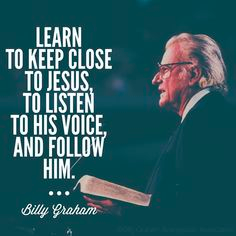 LEARN
TO KEEP CLOSE
TO JESUS,
TO LISTEN
TO HIS VOICE,
AND FOLLOW
HIM.
...
Billy Graham